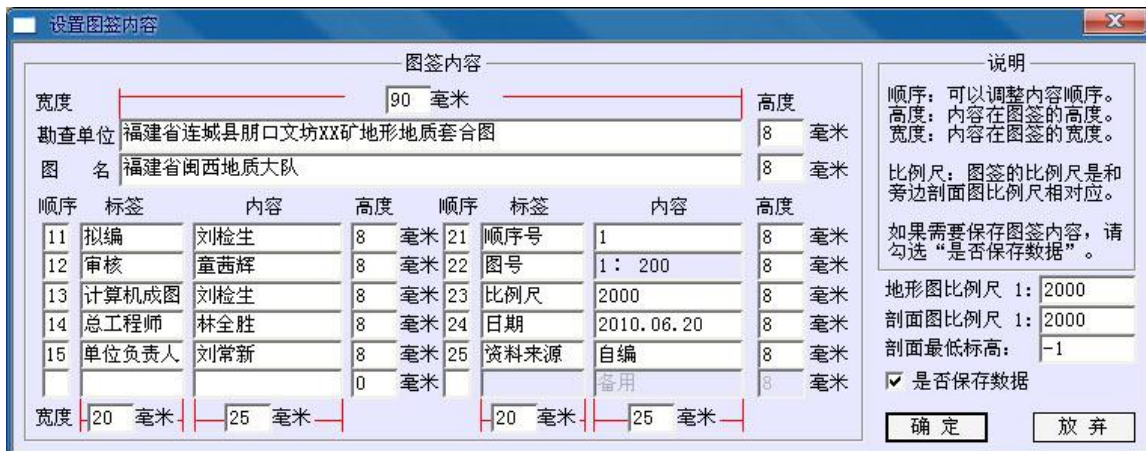 设置图签内容
图签内容
宽度 90 毫米 高度
勘查单位 福建省连城县朋口文坊XX矿地形地质套合图 8 毫米
图 名 福建省闽西地质大队 8 毫米
顺序 标签 内容 高度 顺序 标签 内容 高度
11 拟编 刘检生 8 毫米 21 顺序号 1 8 毫米
12 审核 童茜辉 8 毫米 22 图号 1: 200 8 毫米
13 计算机成图 刘检生 8 毫米 23 比例尺 2000 8 毫米
14 总工程师 林全胜 8 毫米 24 日期 2010.06.20 8 毫米
15 单位负责人 刘常新 8 毫米 25 资料来源 自编 8 毫米
0 毫米 备用 8 毫米
宽度 20 毫米 25 毫米 20 毫米 25 毫米
说明
顺序: 可以调整内容顺序。
高度: 内容在图签的高度。
宽度: 内容在图签的宽度。
比例尺: 图签的比例尺是和
旁边剖面图比例尺相对应。
如果需要保存图签内容, 请
勾选“是否保存数据”。
地形图比例尺 1: 2000
剖面图比例尺 1: 2000
剖面最低标高: -1
是否保存数据
确 定 放 弃